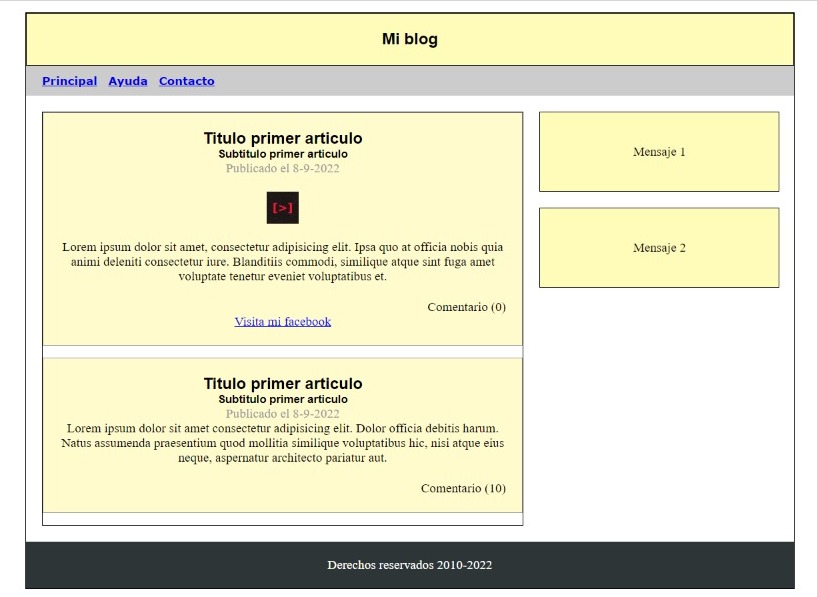 Mi blog
Principal Ayuda Contacto
Titulo primer articulo
Subtitulo primer articulo
Publicado el 8-9-2022
[>]
Lorem ipsum dolor sit amet, consectetur adipisicing elit. Ipsa quo at officia nobis quia
animi deleniti consectetur iure. Blanditiis commodi, similique atque sint fuga amet
voluptate tenetur eveniet voluptatibus et.
Comentario (0)
Visita mi facebook
Titulo primer articulo
Subtitulo primer articulo
Publicado el 8-9-2022
Lorem ipsum dolor sit amet consectetur adipisicing elit. Dolor officia debitis harum.
Natus assumenda praesentium quod mollitia similique voluptatibus hic, nisi atque eius
neque, aspernatur architecto pariatur aut.
Comentario (10)
Mensaje 1
Mensaje 2
Derechos reservados 2010-2022